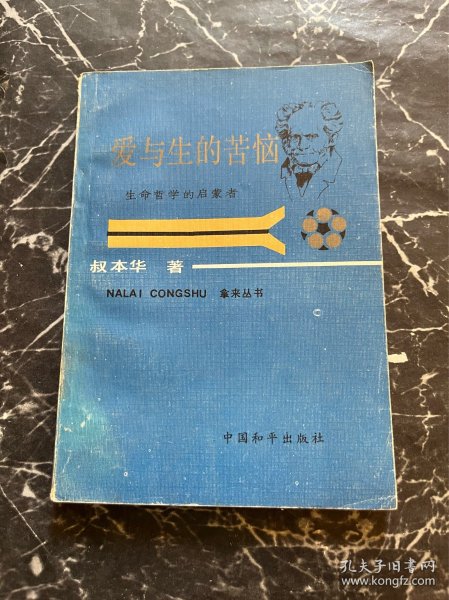 爱与生的苦恼
生命哲学的启蒙者
叔本华 著
NALAI CONGSHU 拿来丛书
中国和平出版社
孔夫子旧书网
www.kongfz.com